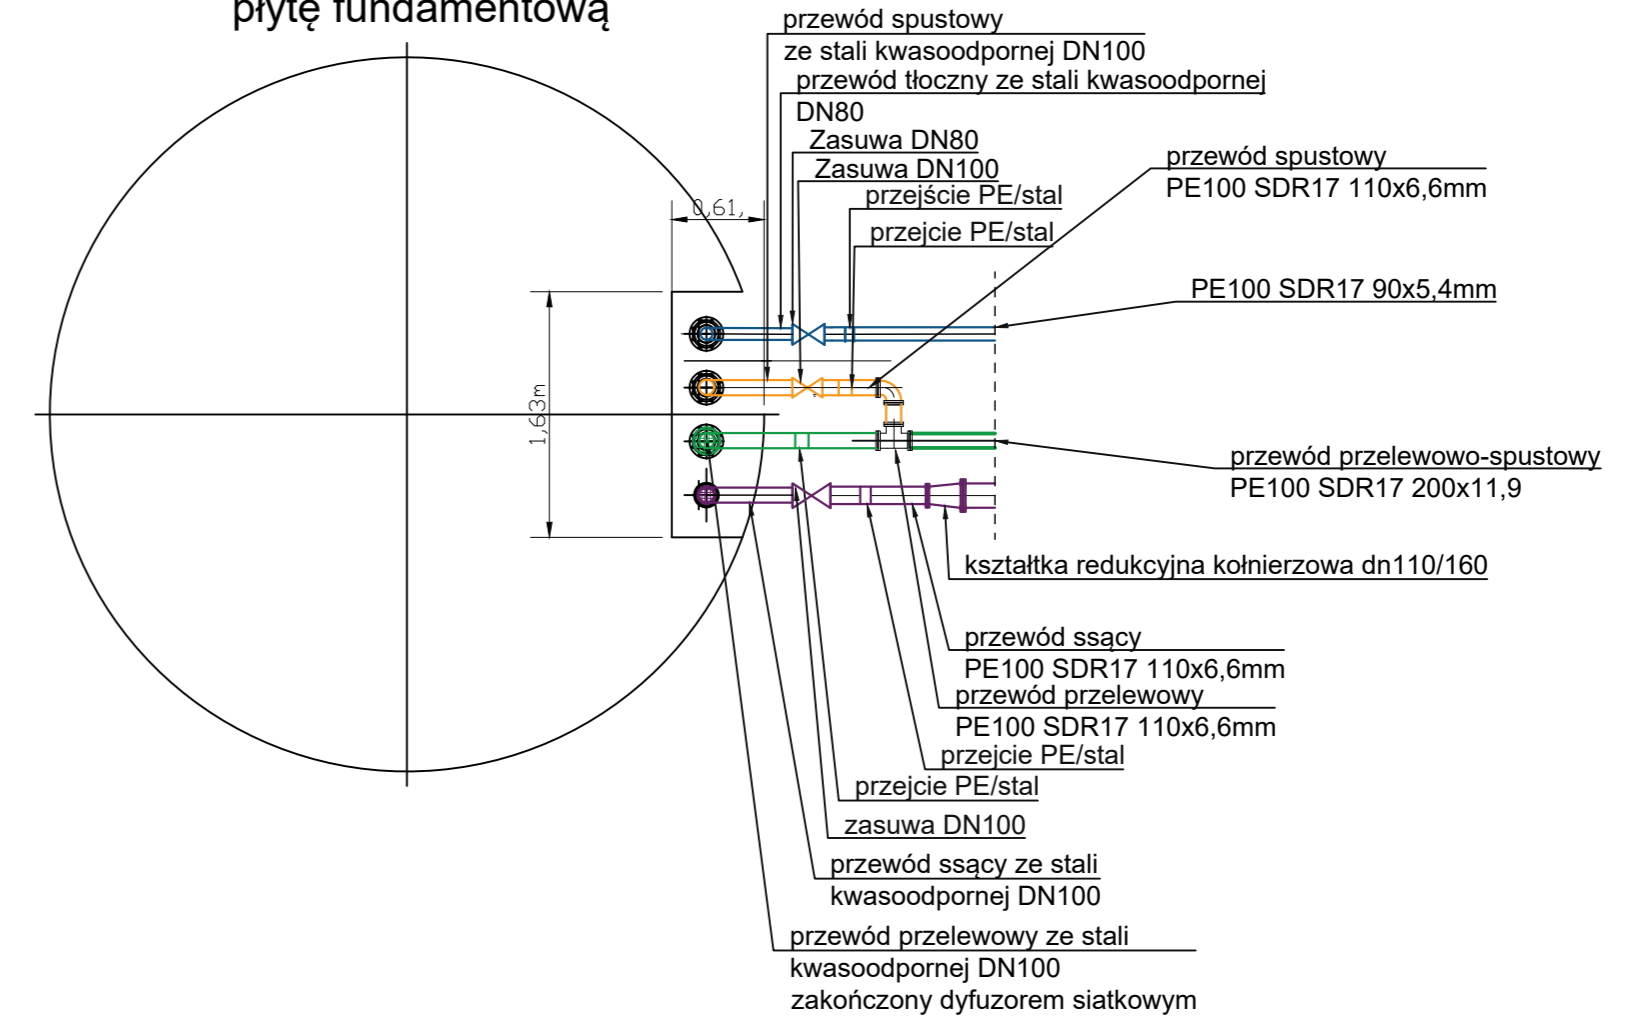 płytę fundamentową
przewód spustowy
ze stali kwasoodpornej DN100
przewód tłoczny ze stali kwasoodpornej
DN80
Zasuwa DN80
Zasuwa DN100
przejście PE/stal
przejcie PE/stal
przewód spustowy
PE100 SDR17 110x6,6mm
0,61,
PE100 SDR17 90x5,4mm
1,63m
przewód przelewowo-spustowy
PE100 SDR17 200x11,9
kształtka redukcyjna kołnierzowa dn110/160
przewód ssący
PE100 SDR17 110x6,6mm
przewód przelewowy
PE100 SDR17 110x6,6mm
przejcie PE/stal
przejcie PE/stal
zasuwa DN100
przewód ssący ze stali
kwasoodpornej DN100
przewód przelewowy ze stali
kwasoodpornej DN100
zakończony dyfuzorem siatkowym